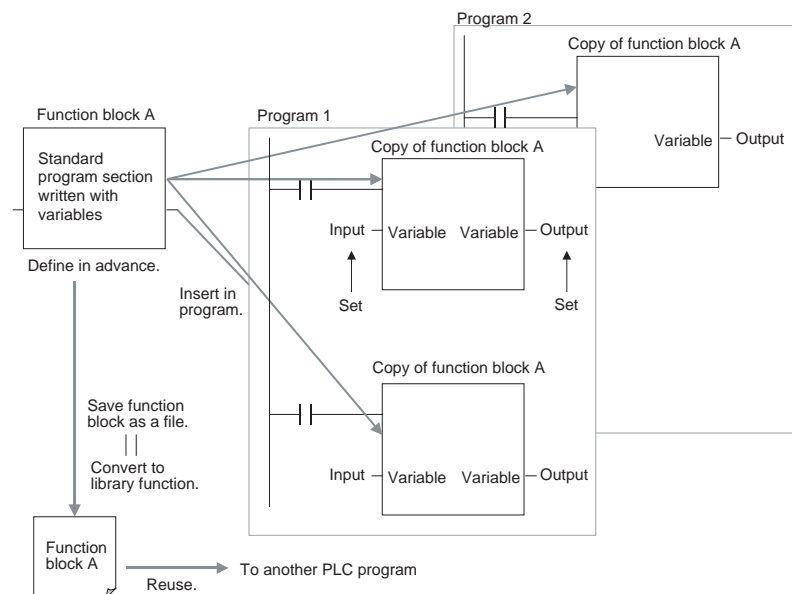 Program 2
Copy of function block A
Variable
Output
Function block A
Standard
program section
written with
variables
Define in advance.
Program 1
Copy of function block A
Input
Variable
Variable
Output
Set
Set
Insert in
program.
Copy of function block A
Input
Variable
Variable
Output
Save function
block as a file.
Convert to
library function.
Function
block A
Reuse.
To another PLC program